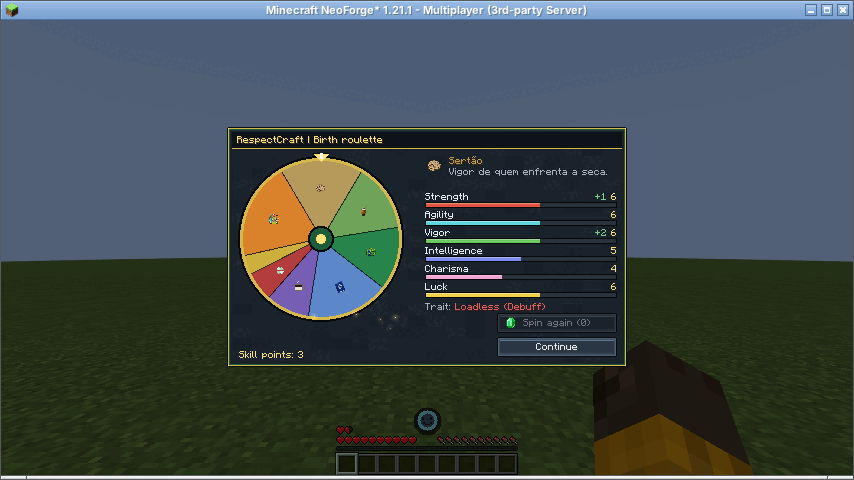 Minecraft NeoForge* 1.21.1 - Multiplayer (3rd-party Server)
RespectCraft | Birth roulette
Sertão
Vigor de quem enfrenta a seca.
Strength +1 6
Agility 6
Vigor +2 6
Intelligence 5
Charisma 4
Luck 6
Trait: Loadless (Debuff)
Spin again (0)
Skill points: 3
Continue